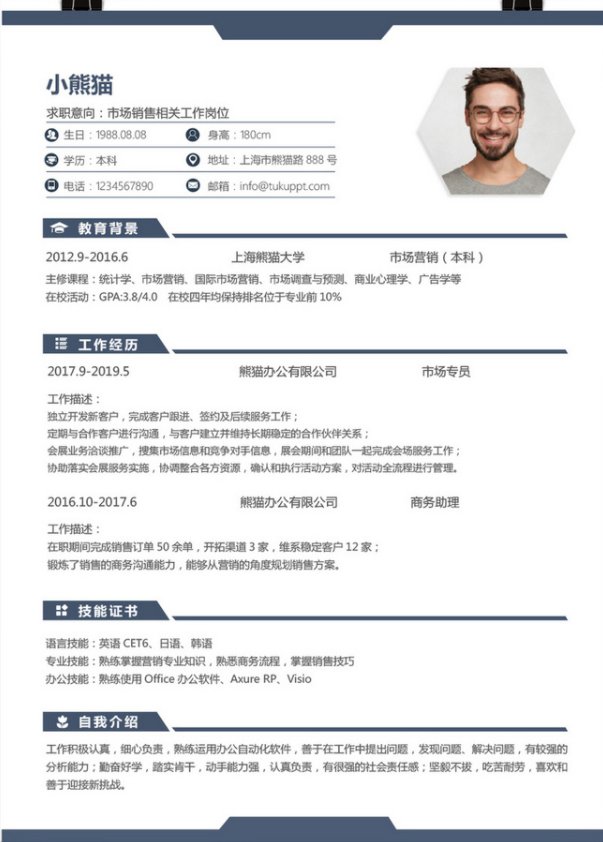 小熊猫
求职意向：市场销售相关工作岗位
生日：1988.08.08 身高：180cm
学历：本科 地址：上海市熊猫路 888 号
电话：1234567890 邮箱：info@tukuppt.com
教育背景
2012.9-2016.6 上海熊猫大学 市场营销（本科）
主修课程：统计学、市场营销、国际市场营销、市场调查与预测、商业心理学、广告学等
在校活动：GPA:3.8/4.0 在校四年均保持排名位于专业前 10%
工作经历
2017.9-2019.5 熊猫办公有限公司 市场专员
工作描述：
独立开发新客户，完成客户跟进、签约及后续服务工作；
定期与合作客户进行沟通，与客户建立并维持长期稳定的合作伙伴关系；
会展业务洽谈推广，搜集市场信息和竞争对手信息，展会期间和团队一起完成会场服务工作；
协助落实会展服务实施，协调整合各方资源，确认和执行活动方案，对活动全流程进行管理。
2016.10-2017.6 熊猫办公有限公司 商务助理
工作描述：
在职期间完成销售订单 50 余单，开拓渠道 3 家，维系稳定客户 12 家；
锻炼了销售的商务沟通能力，能够从营销的角度规划销售方案。
技能证书
语言技能：英语 CET6、日语、韩语
专业技能：熟练掌握营销专业知识，熟悉商务流程，掌握销售技巧
办公技能：熟练使用 Office 办公软件、Axure RP、Visio
自我介绍
工作积极认真，细心负责，熟练运用办公自动化软件，善于在工作中提出问题，发现问题、解决问题，有较强的
分析能力；勤奋好学，踏实肯干，动手能力强，认真负责，有很强的社会责任感；坚毅不拔，吃苦耐劳，喜欢和
善于迎接新挑战。